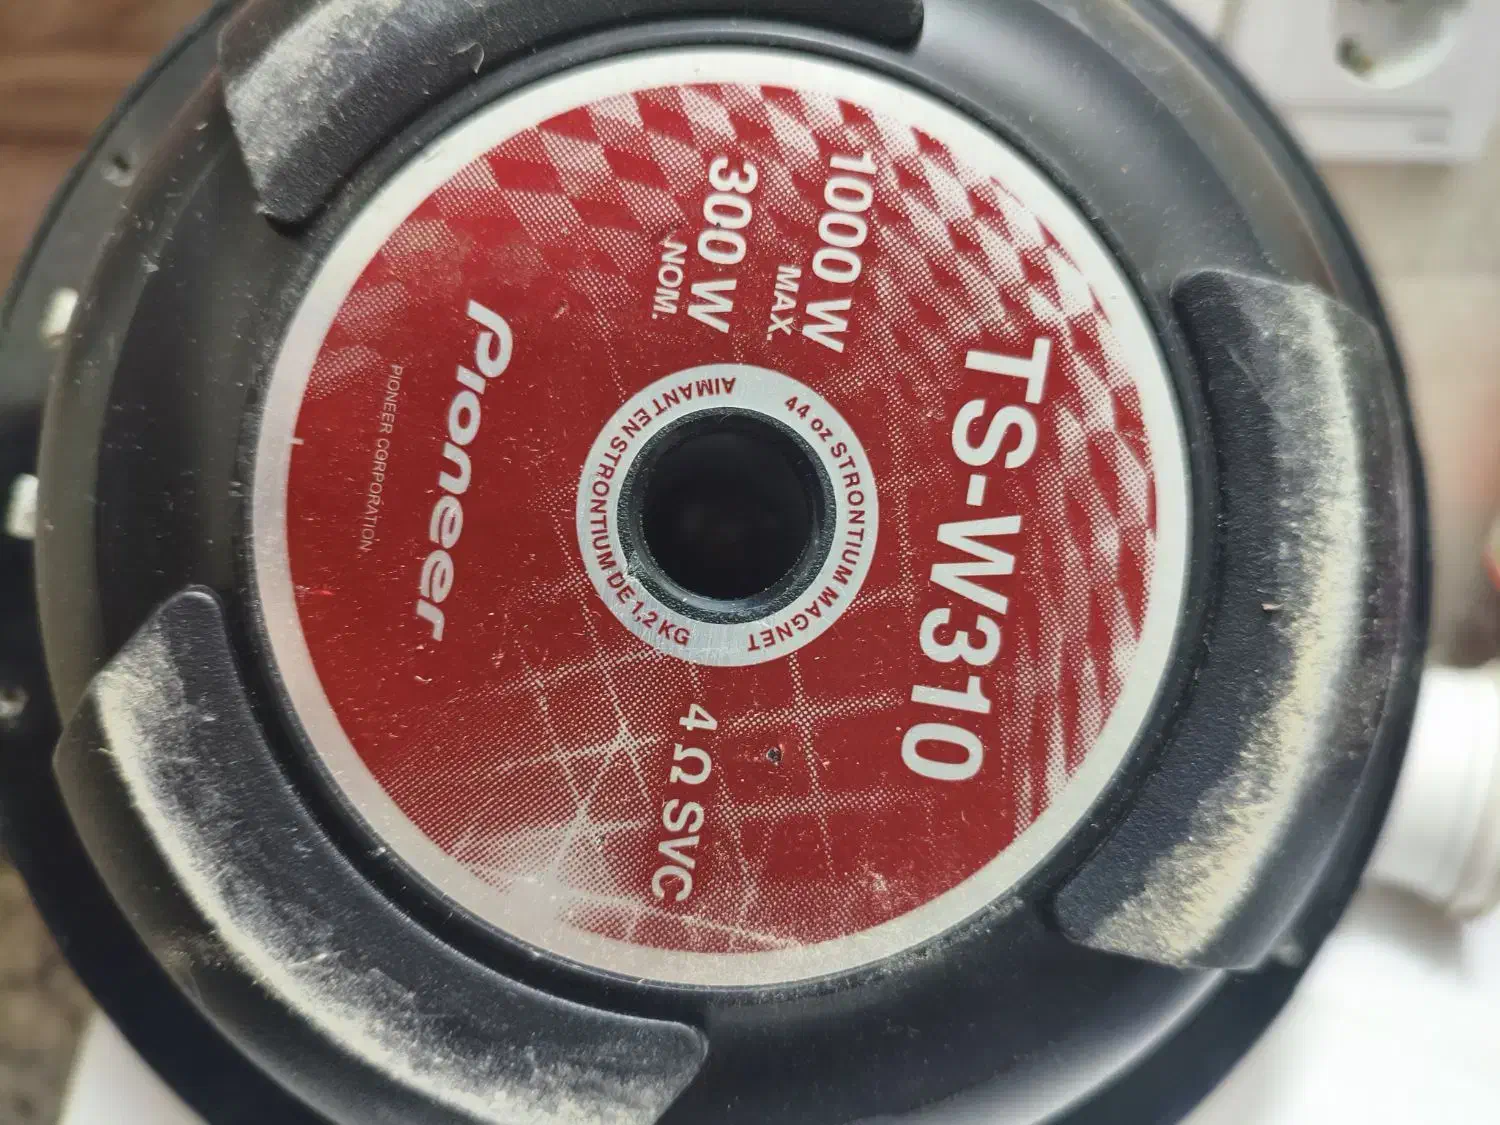 TS-W310
1000 W
MAX.
300 W
NOM.
44 oz STRONTIUM MAGNET
AIMANT EN STRONTIUM DE 1,2 KG
4 Ω SVC
Pioneer
PIONEER CORPORATION